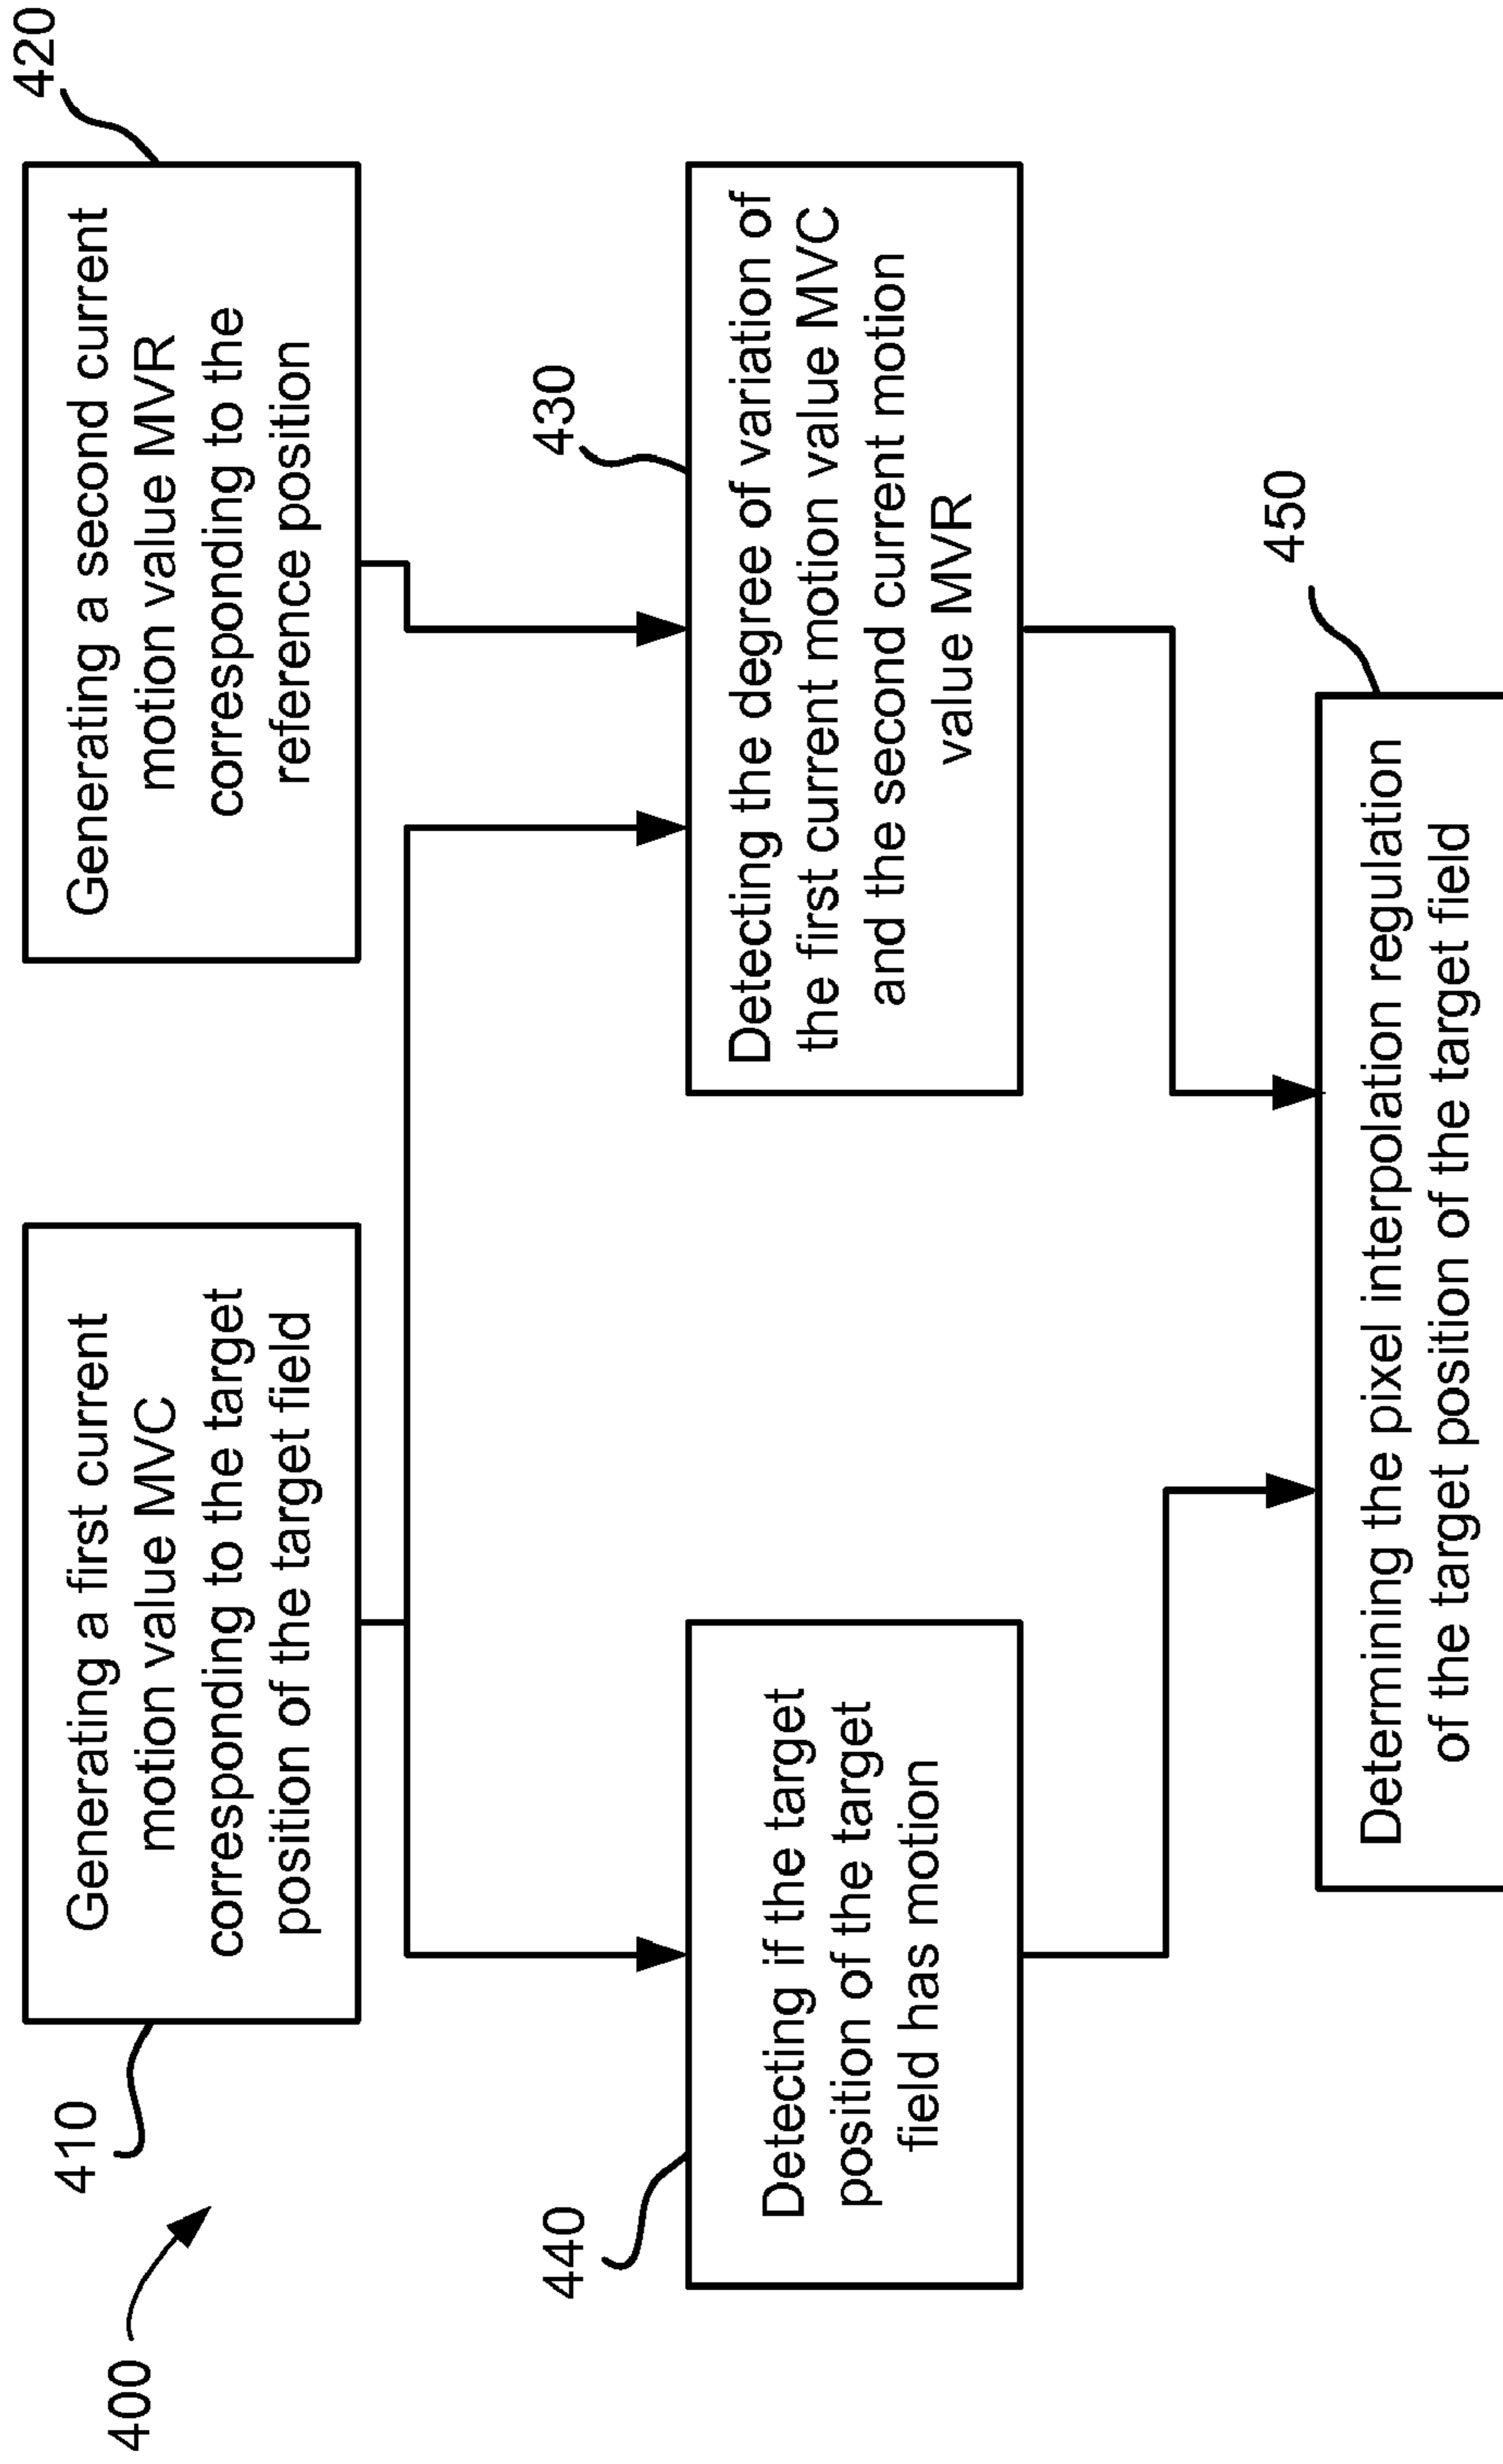 400
410
Generating a first current
motion value MVC
corresponding to the target
position of the target field
420
Generating a second current
motion value MVR
corresponding to the
reference position
440
Detecting if the target
position of the target
field has motion
430
Detecting the degree of variation of
the first current motion value MVC
and the second current motion
value MVR
450
Determining the pixel interpolation regulation
of the target position of the target field